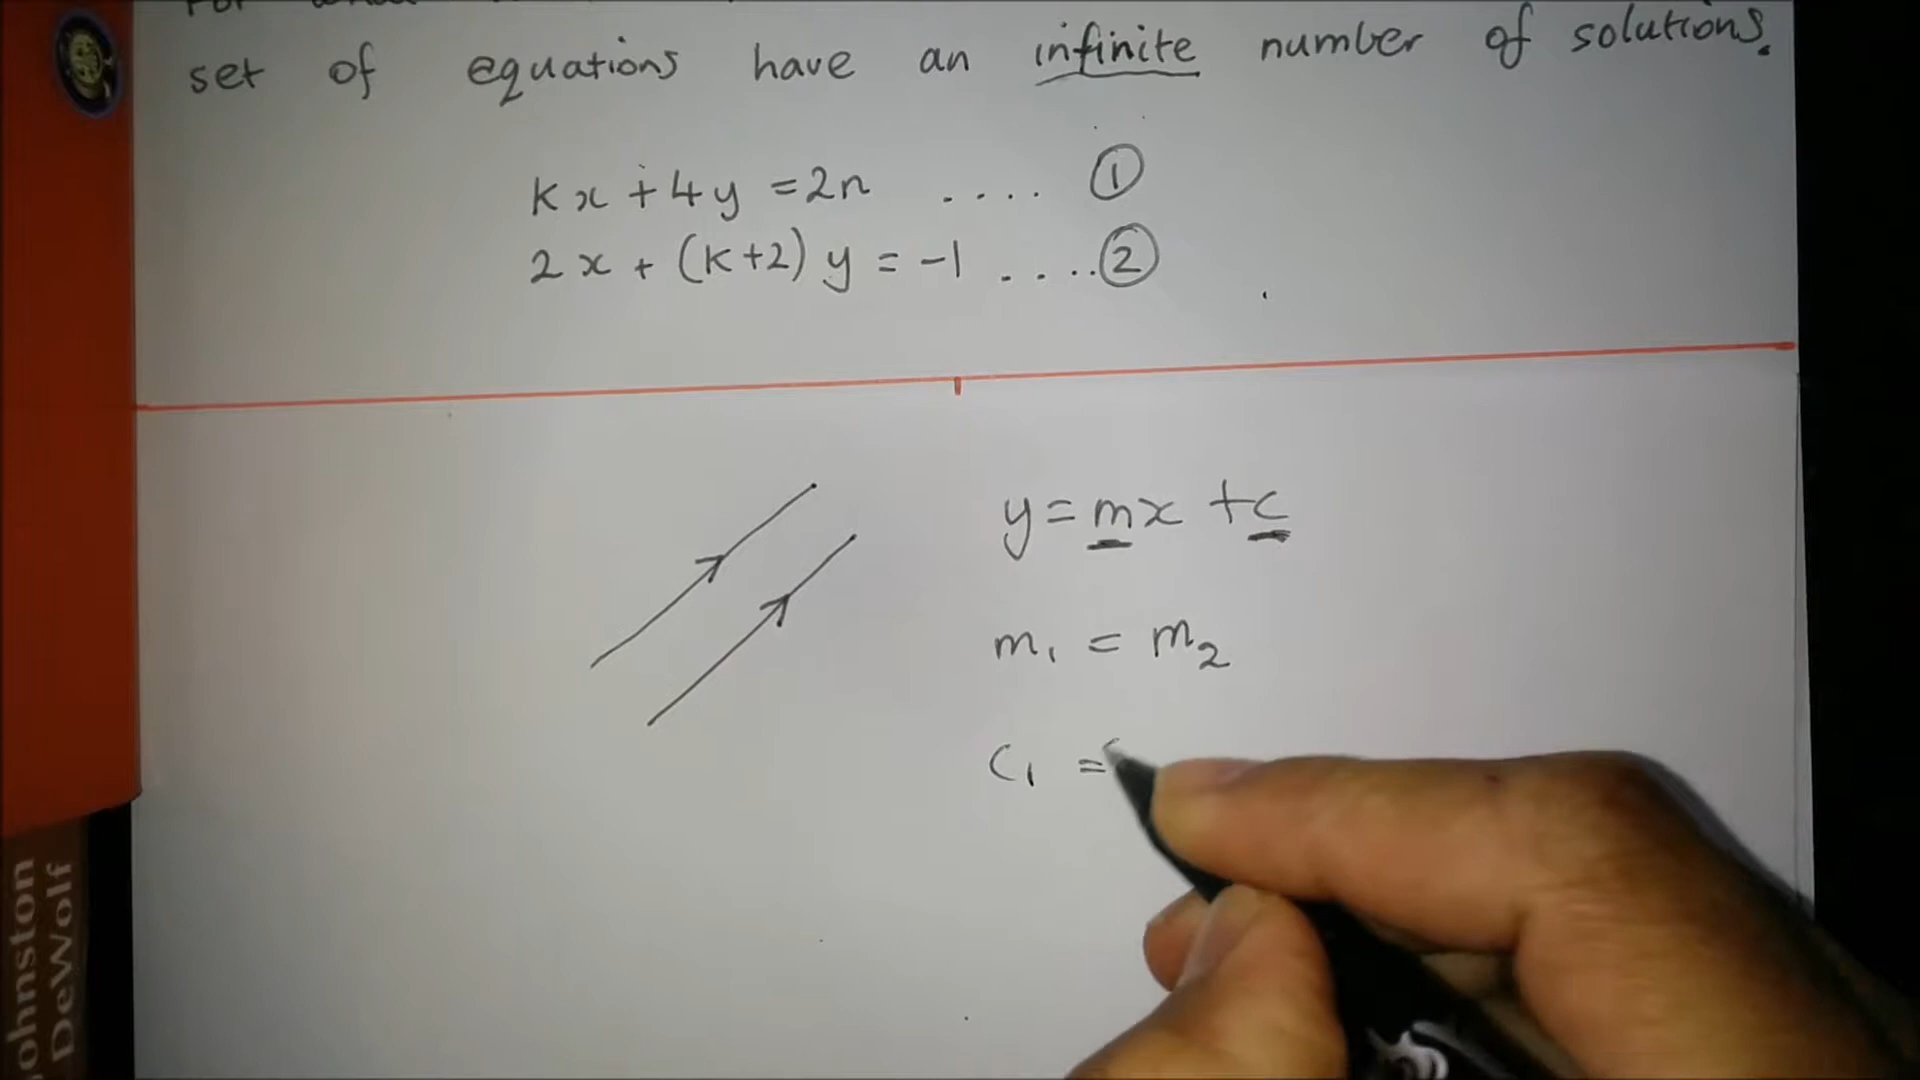 set of equations have an infinite number of solutions.
kx + 4y = 2n .... ①
2x + (k+2) y = -1 .... ②
y = mx + c
m₁ = m₂
c₁ =
ohnston
DeWolf